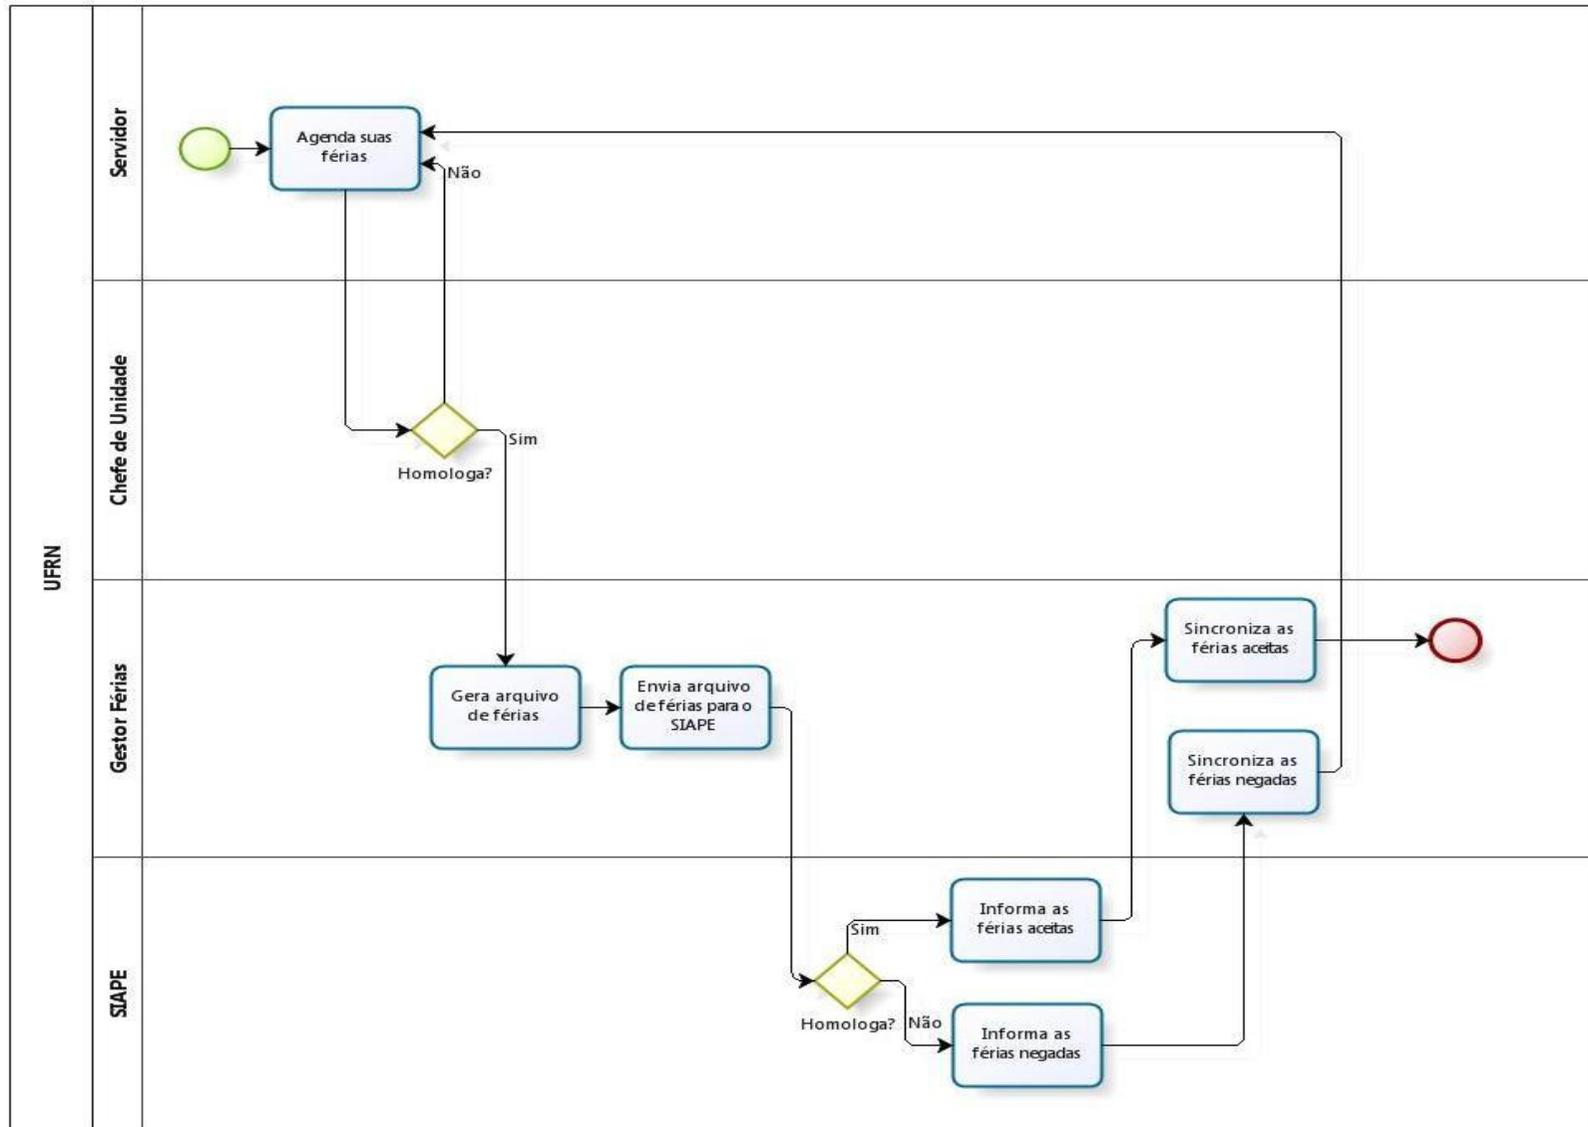 UFRN
Servidor
Agenda suas
férias
Não
Chefe de Unidade
Sim
Homologa?
Gestor Férias
Gera arquivo
de férias
Envia arquivo
de férias para o
SIAPE
Sincroniza as
férias aceitas
Sincroniza as
férias negadas
SIAPE
Sim
Homologa?
Não
Informa as
férias aceitas
Informa as
férias negadas